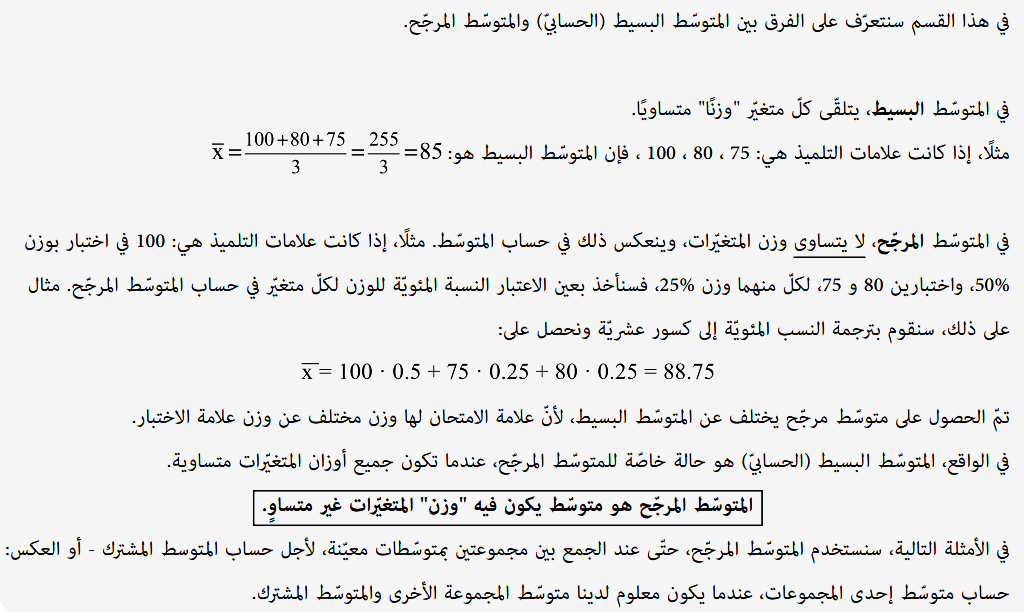 في هذا القسم سنتعرّف على الفرق بين المتوسّط البسيط (الحسابيّ) والمتوسّط المرجّح.
في المتوسّط البسيط، يتلقّى كلّ متغيّر "وزنًا" متساويًا.
مثلًا، إذا كانت علامات التلميذ هي: 75 ، 80 ، 100 ، فإن المتوسّط البسيط هو: x̅ = (100+80+75)/3 = 255/3 = 85
في المتوسّط المرجّح، لا يتساوى وزن المتغيّرات، وينعكس ذلك في حساب المتوسّط. مثلًا، إذا كانت علامات التلميذ هي: 100 في اختبار بوزن
50%، واختبارين 80 و 75، لكلّ منهما وزن 25%، فسنأخذ بعين الاعتبار النسبة المئويّة للوزن لكلّ متغيّر في حساب المتوسّط المرجّح. مثال
على ذلك، سنقوم بترجمة النسب المئويّة إلى كسور عشريّة ونحصل على:
x̅ = 100 · 0.5 + 75 · 0.25 + 80 · 0.25 = 88.75
تمّ الحصول على متوسّط مرجّح يختلف عن المتوسّط البسيط، لأنّ علامة الامتحان لها وزن مختلف عن وزن علامة الاختبار.
في الواقع، المتوسّط البسيط (الحسابيّ) هو حالة خاصّة للمتوسّط المرجّح، عندما تكون جميع أوزان المتغيّرات متساوية.
المتوسّط المرجّح هو متوسّط يكون فيه "وزن" المتغيّرات غير متساوٍ.
في الأمثلة التالية، سنستخدم المتوسّط المرجّح، حتّى عند الجمع بين مجموعتين بمتوسّطات معيّنة، لأجل حساب المتوسط المشترك - أو العكس:
حساب متوسّط إحدى المجموعات، عندما يكون معلوم لدينا متوسّط المجموعة الأخرى والمتوسّط المشترك.